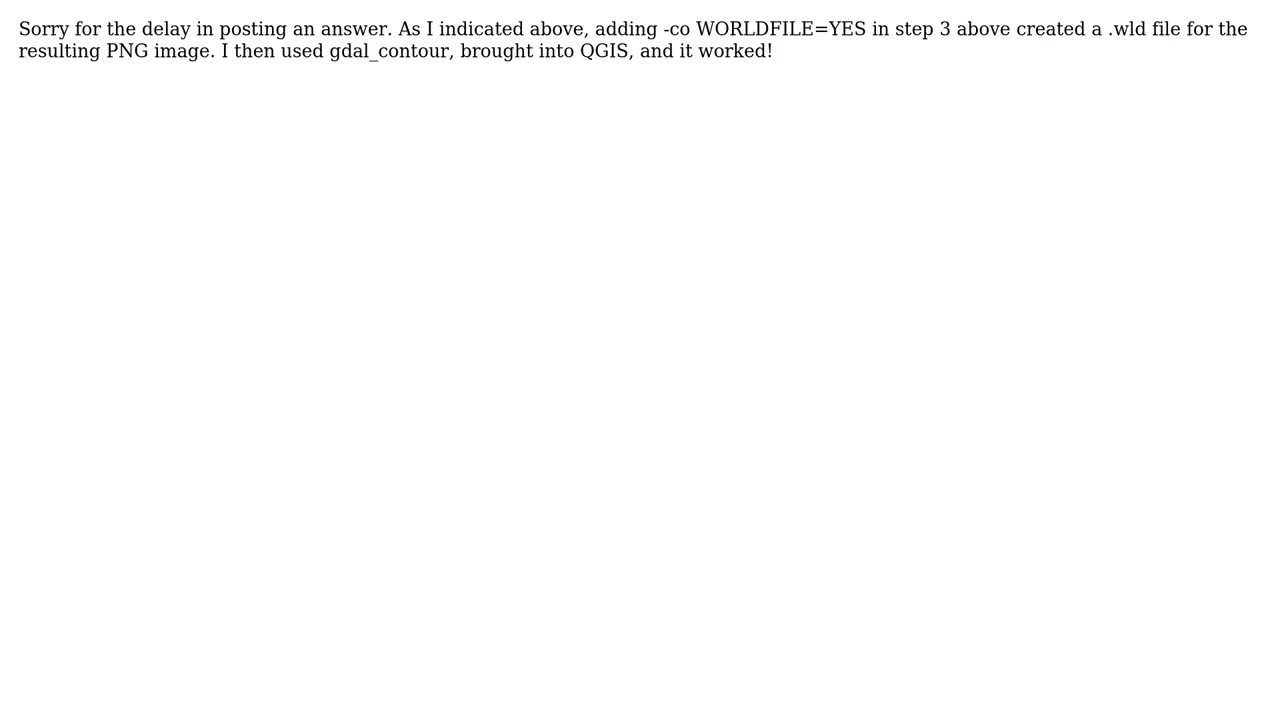 Sorry for the delay in posting an answer. As I indicated above, adding -co WORLDFILE=YES in step 3 above created a .wld file for the
resulting PNG image. I then used gdal_contour, brought into QGIS, and it worked!